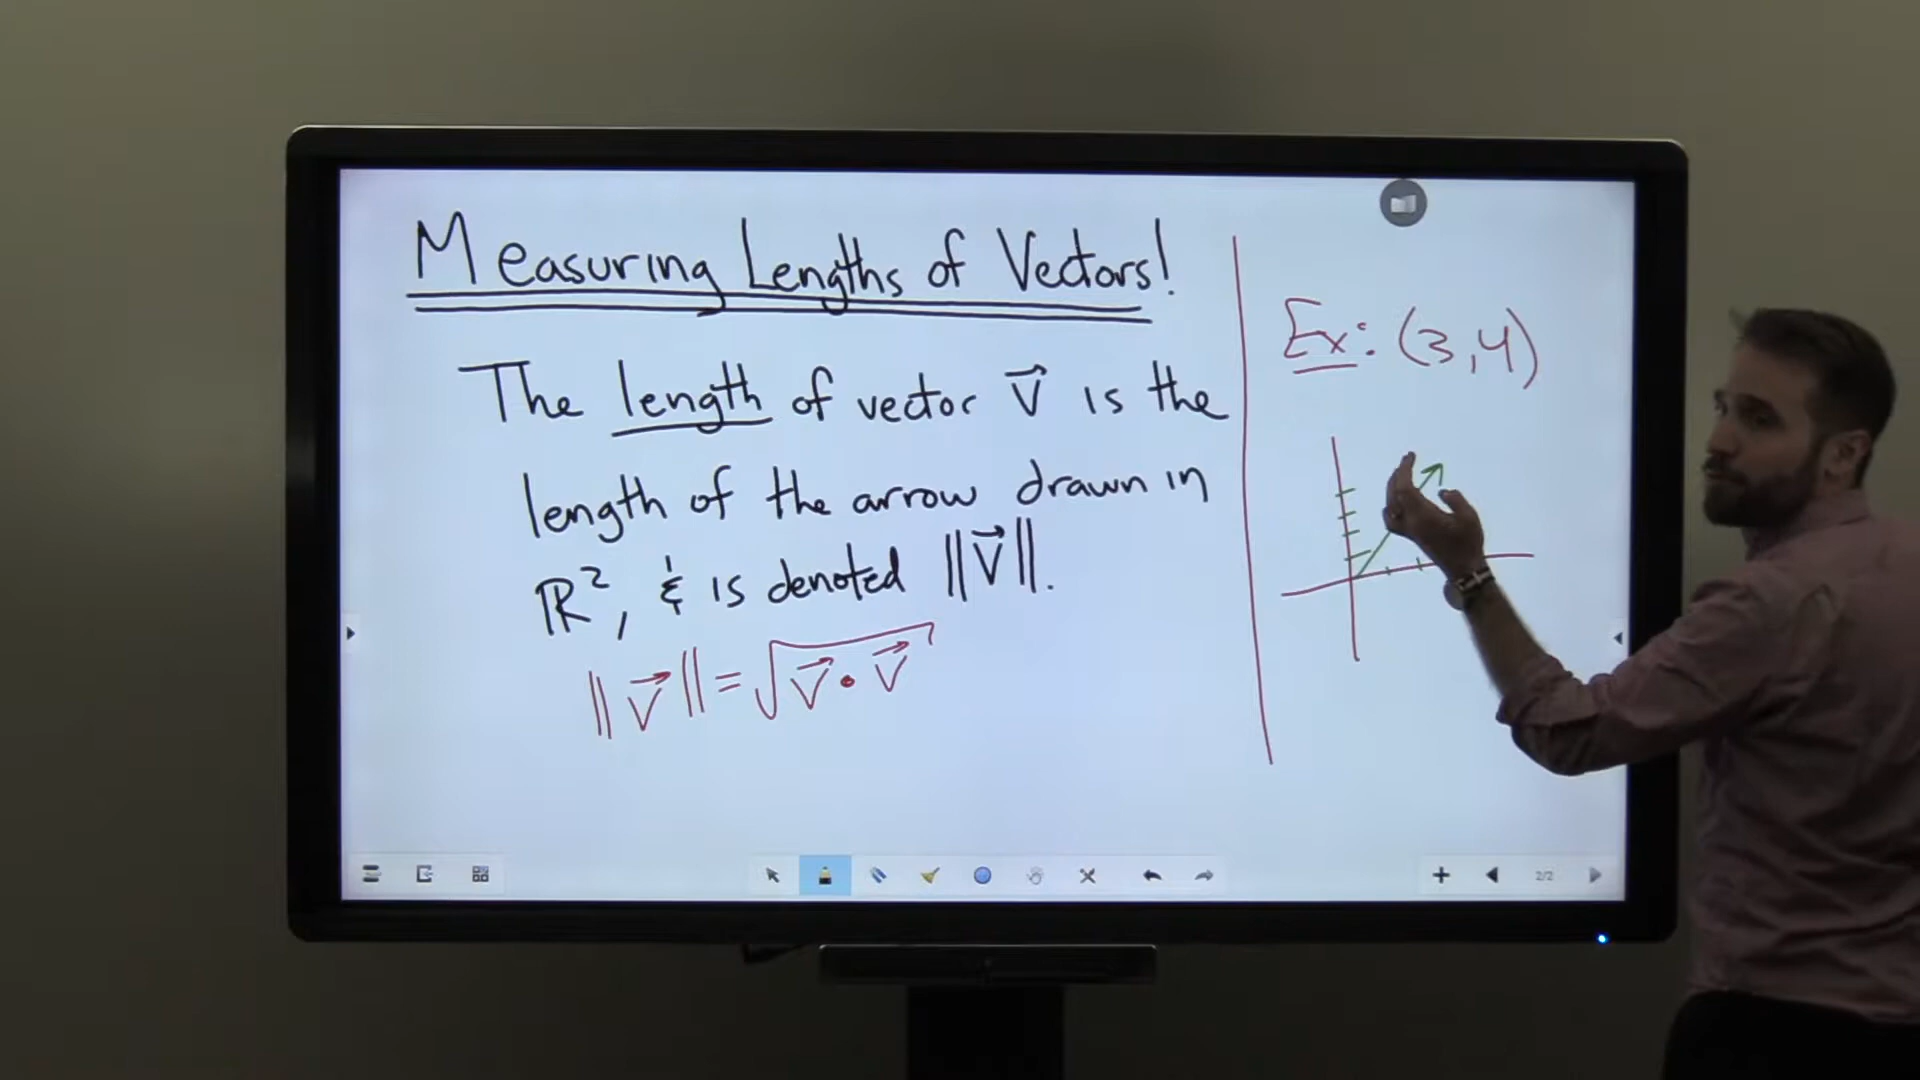 Measuring Lengths of Vectors!
The length of vector v⃗ is the
length of the arrow drawn in
ℝ², & is denoted ‖v⃗‖.
‖v⃗‖ = √(v⃗ • v⃗)
Ex: (3,4)
2/2